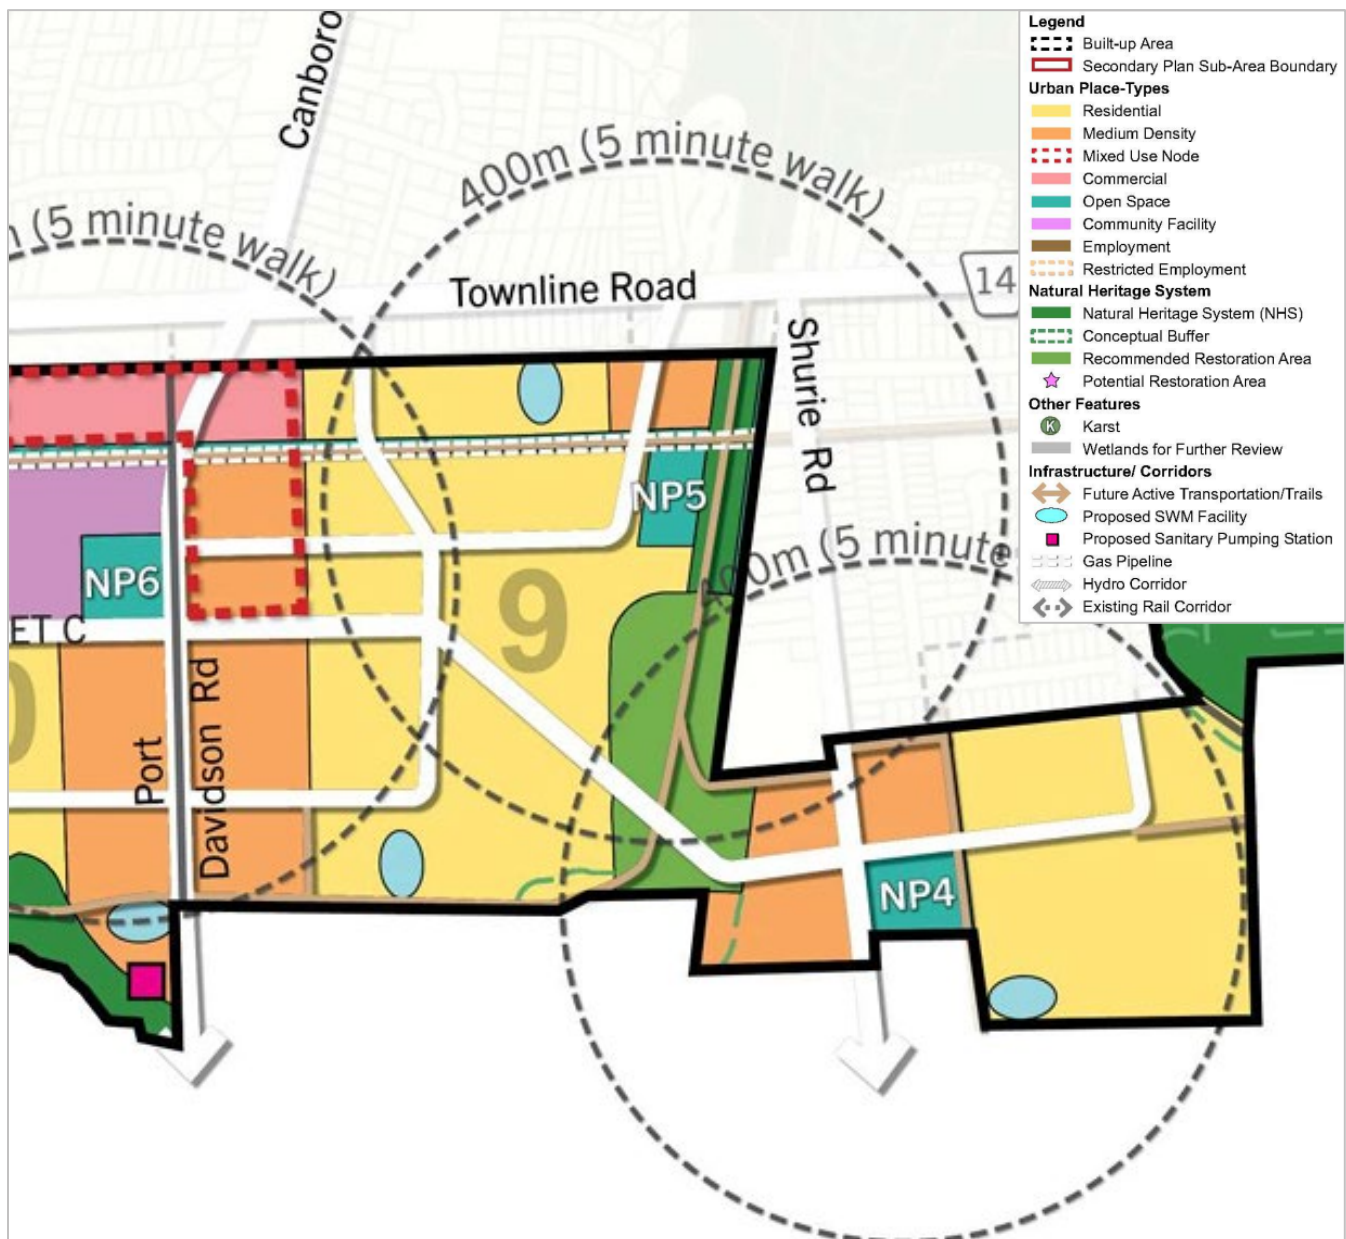 Canboro
400m (5 minute walk)
(5 minute walk)
Townline Road
14
Shurie Rd
NP5
400m (5 minute
NP6
9
ET C
Port
Davidson Rd
NP4
Legend
Built-up Area
Secondary Plan Sub-Area Boundary
Urban Place-Types
Residential
Medium Density
Mixed Use Node
Commercial
Open Space
Community Facility
Employment
Restricted Employment
Natural Heritage System
Natural Heritage System (NHS)
Conceptual Buffer
Recommended Restoration Area
Potential Restoration Area
Other Features
K Karst
Wetlands for Further Review
Infrastructure/ Corridors
Future Active Transportation/Trails
Proposed SWM Facility
Proposed Sanitary Pumping Station
Gas Pipeline
Hydro Corridor
Existing Rail Corridor